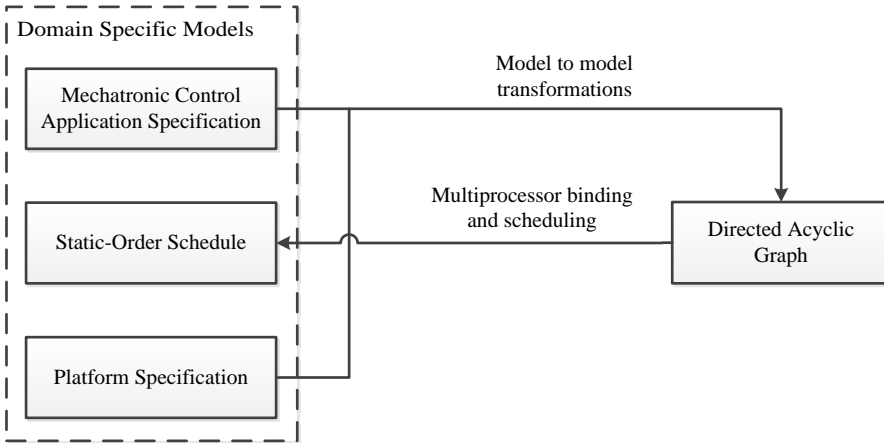 Domain Specific Models
Mechatronic Control
Application Specification
Model to model
transformations
Static-Order Schedule
Multiprocessor binding
and scheduling
Directed Acyclic
Graph
Platform Specification